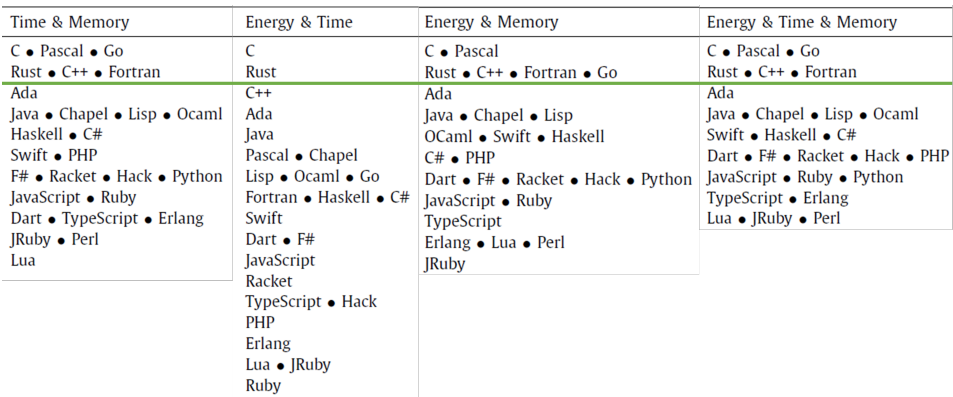 Time & Memory
C • Pascal • Go
Rust • C++ • Fortran
Ada
Java • Chapel • Lisp • Ocaml
Haskell • C#
Swift • PHP
F# • Racket • Hack • Python
JavaScript • Ruby
Dart • TypeScript • Erlang
JRuby • Perl
Lua
Energy & Time
C
Rust
C++
Ada
Java
Pascal • Chapel
Lisp • Ocaml • Go
Fortran • Haskell • C#
Swift
Dart • F#
JavaScript
Racket
TypeScript • Hack
PHP
Erlang
Lua • JRuby
Ruby
Energy & Memory
C • Pascal
Rust • C++ • Fortran • Go
Ada
Java • Chapel • Lisp
OCaml • Swift • Haskell
C# • PHP
Dart • F# • Racket • Hack • Python
JavaScript • Ruby
TypeScript
Erlang • Lua • Perl
JRuby
Energy & Time & Memory
C • Pascal • Go
Rust • C++ • Fortran
Ada
Java • Chapel • Lisp • Ocaml
Swift • Haskell • C#
Dart • F# • Racket • Hack • PHP
JavaScript • Ruby • Python
TypeScript • Erlang
Lua • JRuby • Perl